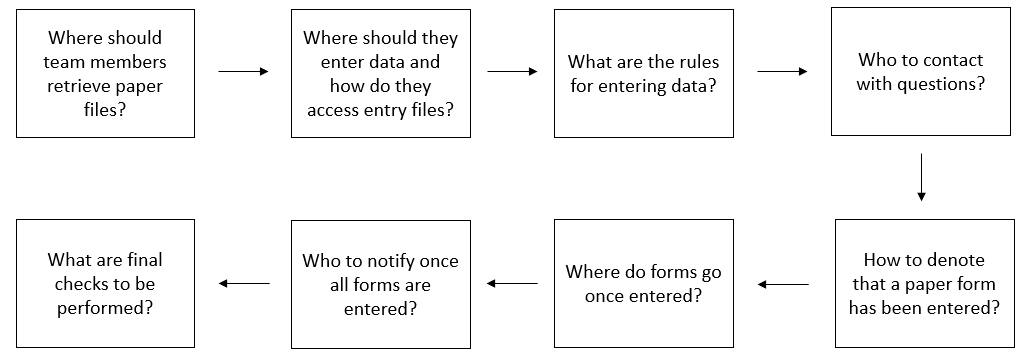 Where should
team members
retrieve paper
files?
Where should they
enter data and
how do they
access entry files?
What are the rules
for entering data?
Who to contact
with questions?
How to denote
that a paper form
has been entered?
Where do forms go
once entered?
Who to notify once
all forms are
entered?
What are final
checks to be
performed?